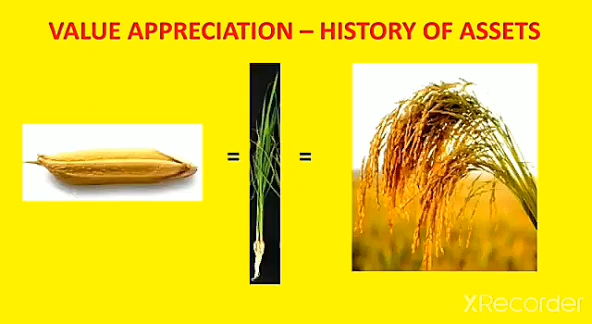 VALUE APPRECIATION – HISTORY OF ASSETS
= =
XRecorder